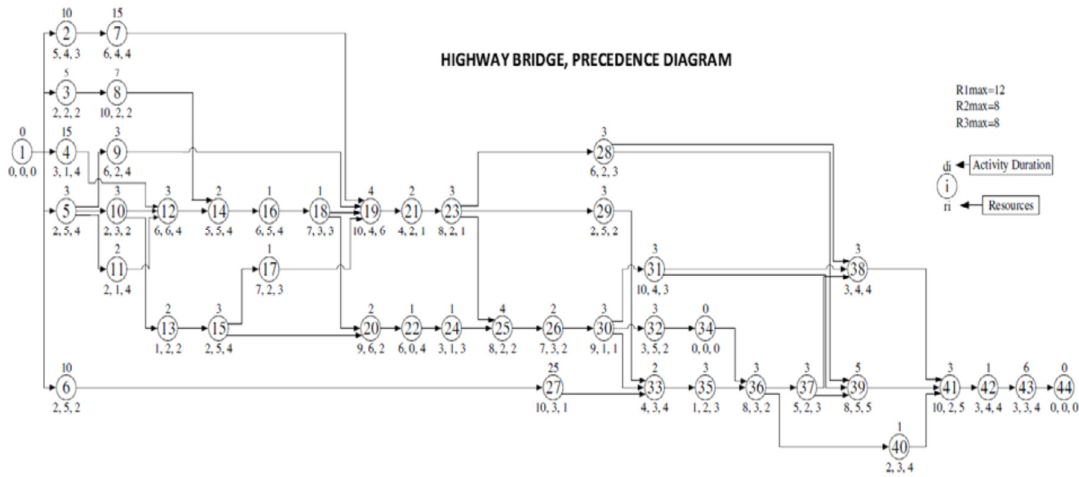 HIGHWAY BRIDGE, PRECEDENCE DIAGRAM
R1max=12
R2max=8
R3max=8
di
Activity Duration
i
ri
Resources
10
2
5, 4, 3
15
7
6, 4, 4
5
3
2, 2, 2
7
8
10, 2, 2
0
1
0, 0, 0
15
4
3, 1, 4
3
9
6, 2, 4
3
28
6, 2, 3
3
5
2, 5, 4
3
10
2, 3, 2
3
12
6, 6, 4
2
14
5, 5, 4
1
16
6, 5, 4
1
18
7, 3, 3
4
19
10, 4, 6
2
21
4, 2, 1
3
23
8, 2, 1
3
29
2, 5, 2
2
11
2, 1, 4
1
17
7, 2, 3
3
31
10, 4, 3
3
38
3, 4, 4
2
13
1, 2, 2
3
15
2, 5, 4
2
20
9, 6, 2
1
22
6, 0, 4
1
24
3, 1, 3
4
25
8, 2, 2
2
26
7, 3, 2
3
30
9, 1, 1
3
32
3, 5, 2
0
34
0, 0, 0
10
6
2, 5, 2
25
27
10, 3, 1
2
33
4, 3, 4
3
35
1, 2, 3
3
36
8, 3, 2
3
37
5, 2, 3
5
39
8, 5, 5
3
41
10, 2, 5
1
42
3, 4, 4
6
43
3, 3, 4
0
44
0, 0, 0
1
40
2, 3, 4